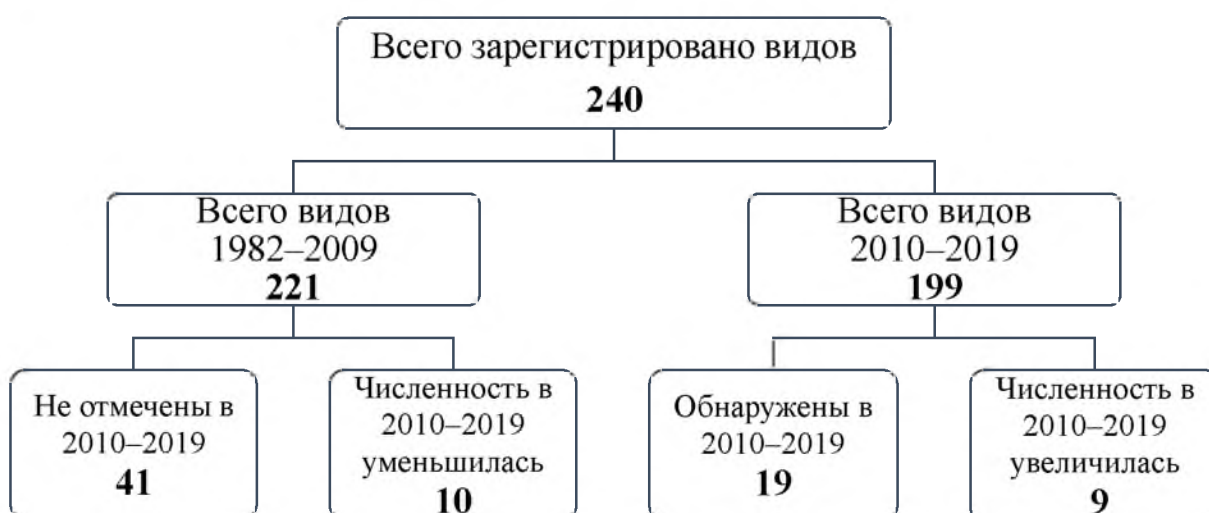 Всего зарегистрировано видов
240
Всего видов
1982–2009
221
Всего видов
2010–2019
199
Не отмечены в
2010–2019
41
Численность в
2010–2019
уменьшилась
10
Обнаружены в
2010–2019
19
Численность в
2010–2019
увеличилась
9